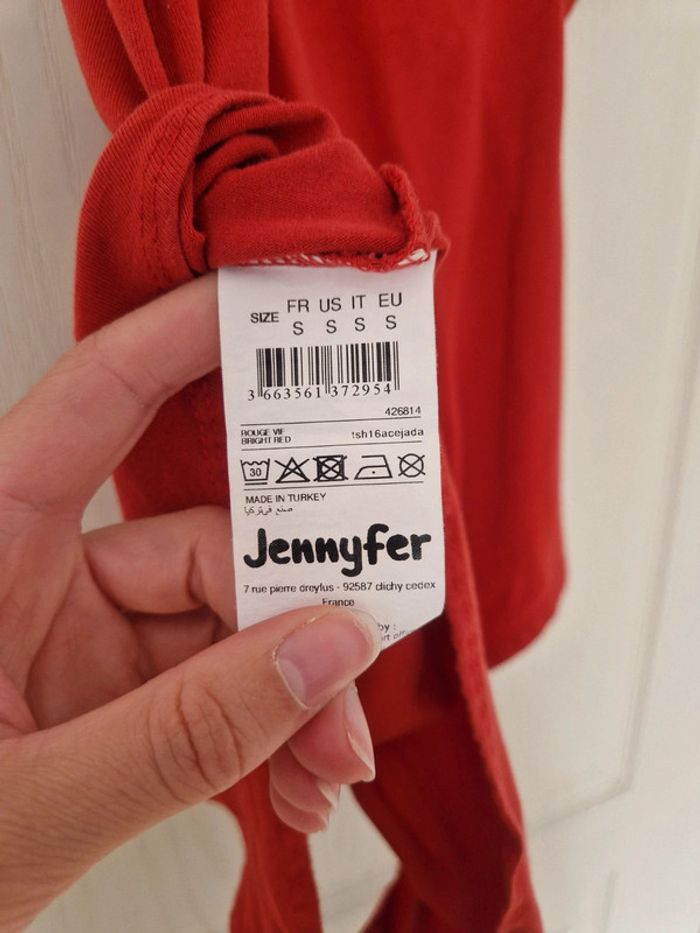 SIZE FR US IT EU
S S S S
3 663561 372954
426814
ROUGE VIF
BRIGHT RED
tsh16acejada
30
MADE IN TURKEY
صنع في تركيا
Jennyfer
7 rue pierre dreyfus - 92587 clichy cedex
France
by :